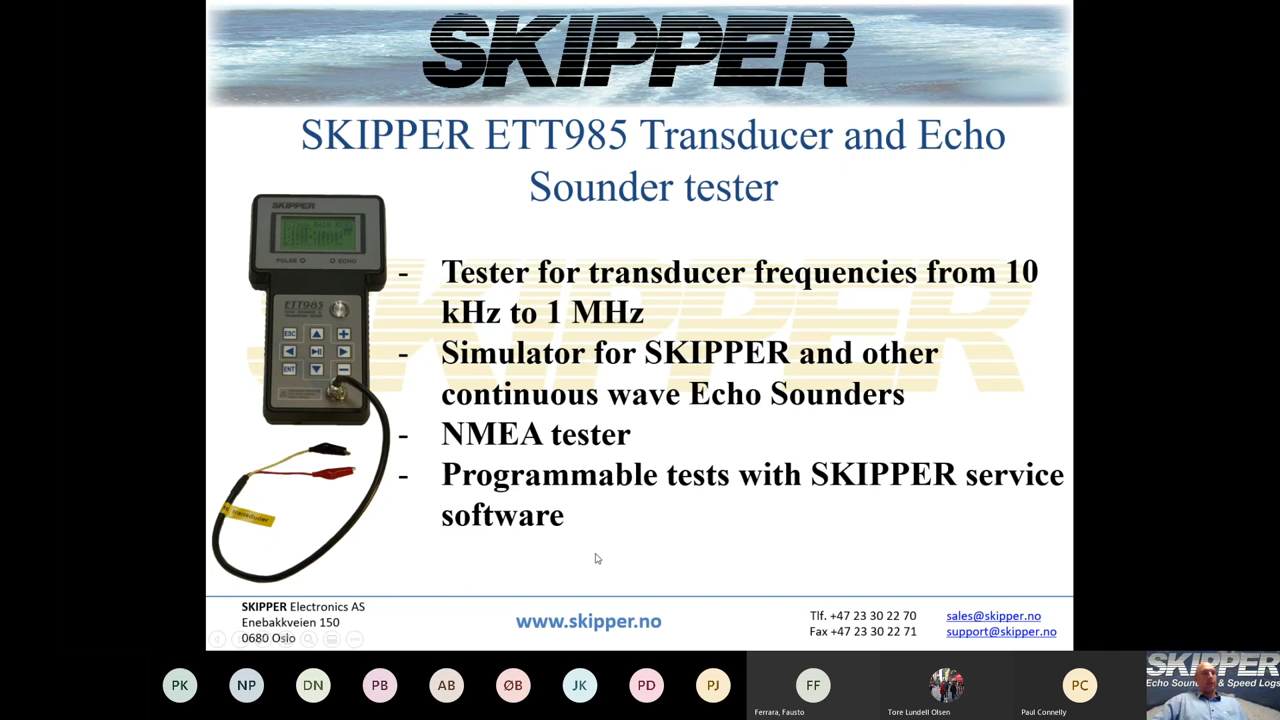 SKIPPER
SKIPPER ETT985 Transducer and Echo
Sounder tester
SKIPPER
PULSE
ECHO
ETT985
ESC
+
ENT
-
Transducer
- Tester for transducer frequencies from 10
kHz to 1 MHz
- Simulator for SKIPPER and other
continuous wave Echo Sounders
- NMEA tester
- Programmable tests with SKIPPER service
software
SKIPPER
SKIPPER Electronics AS
Enebakkveien 150
0680 Oslo
www.skipper.no
Tlf. +47 23 30 22 70
Fax +47 23 30 22 71
sales@skipper.no
support@skipper.no
PK
NP
DN
PB
AB
ØB
JK
PD
PJ
FF
Ferrara, Fausto
Tore Lundell Olsen
PC
Paul Connelly
SKIPPER
Echo Sounders & Speed Logs